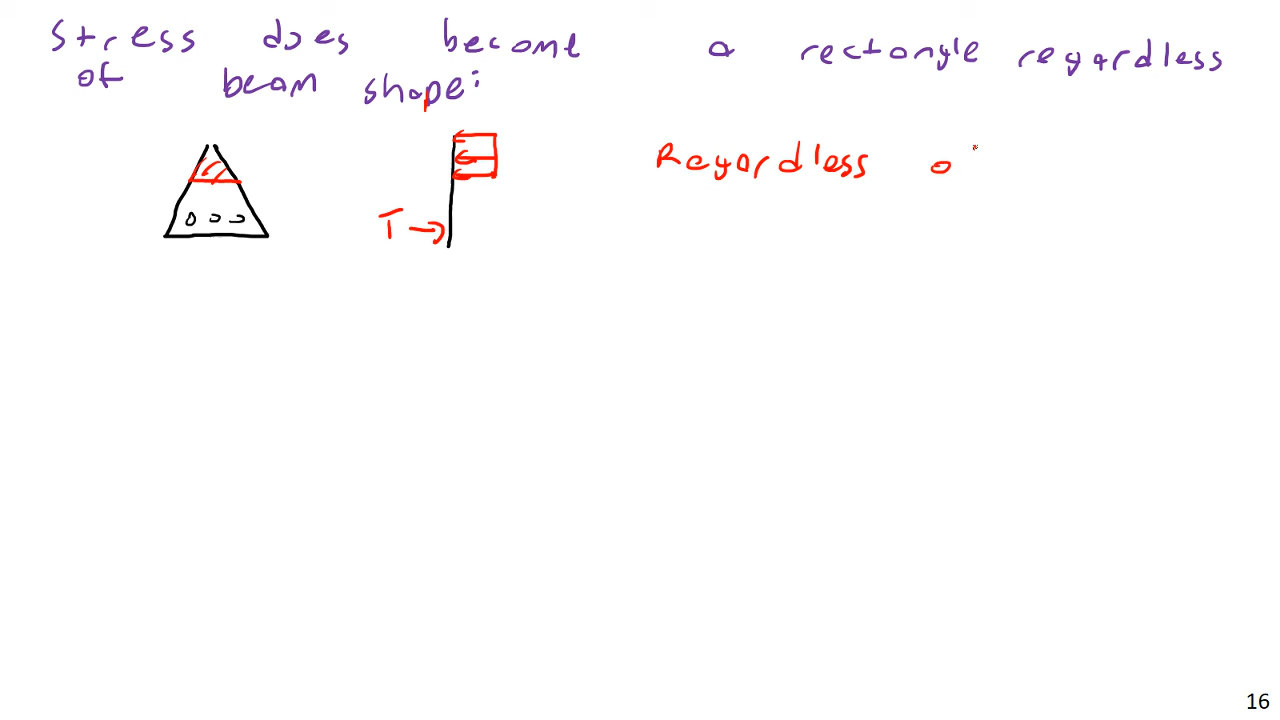 Stress does become a rectangle regardless
of beam shape:
Regardless o
T
16